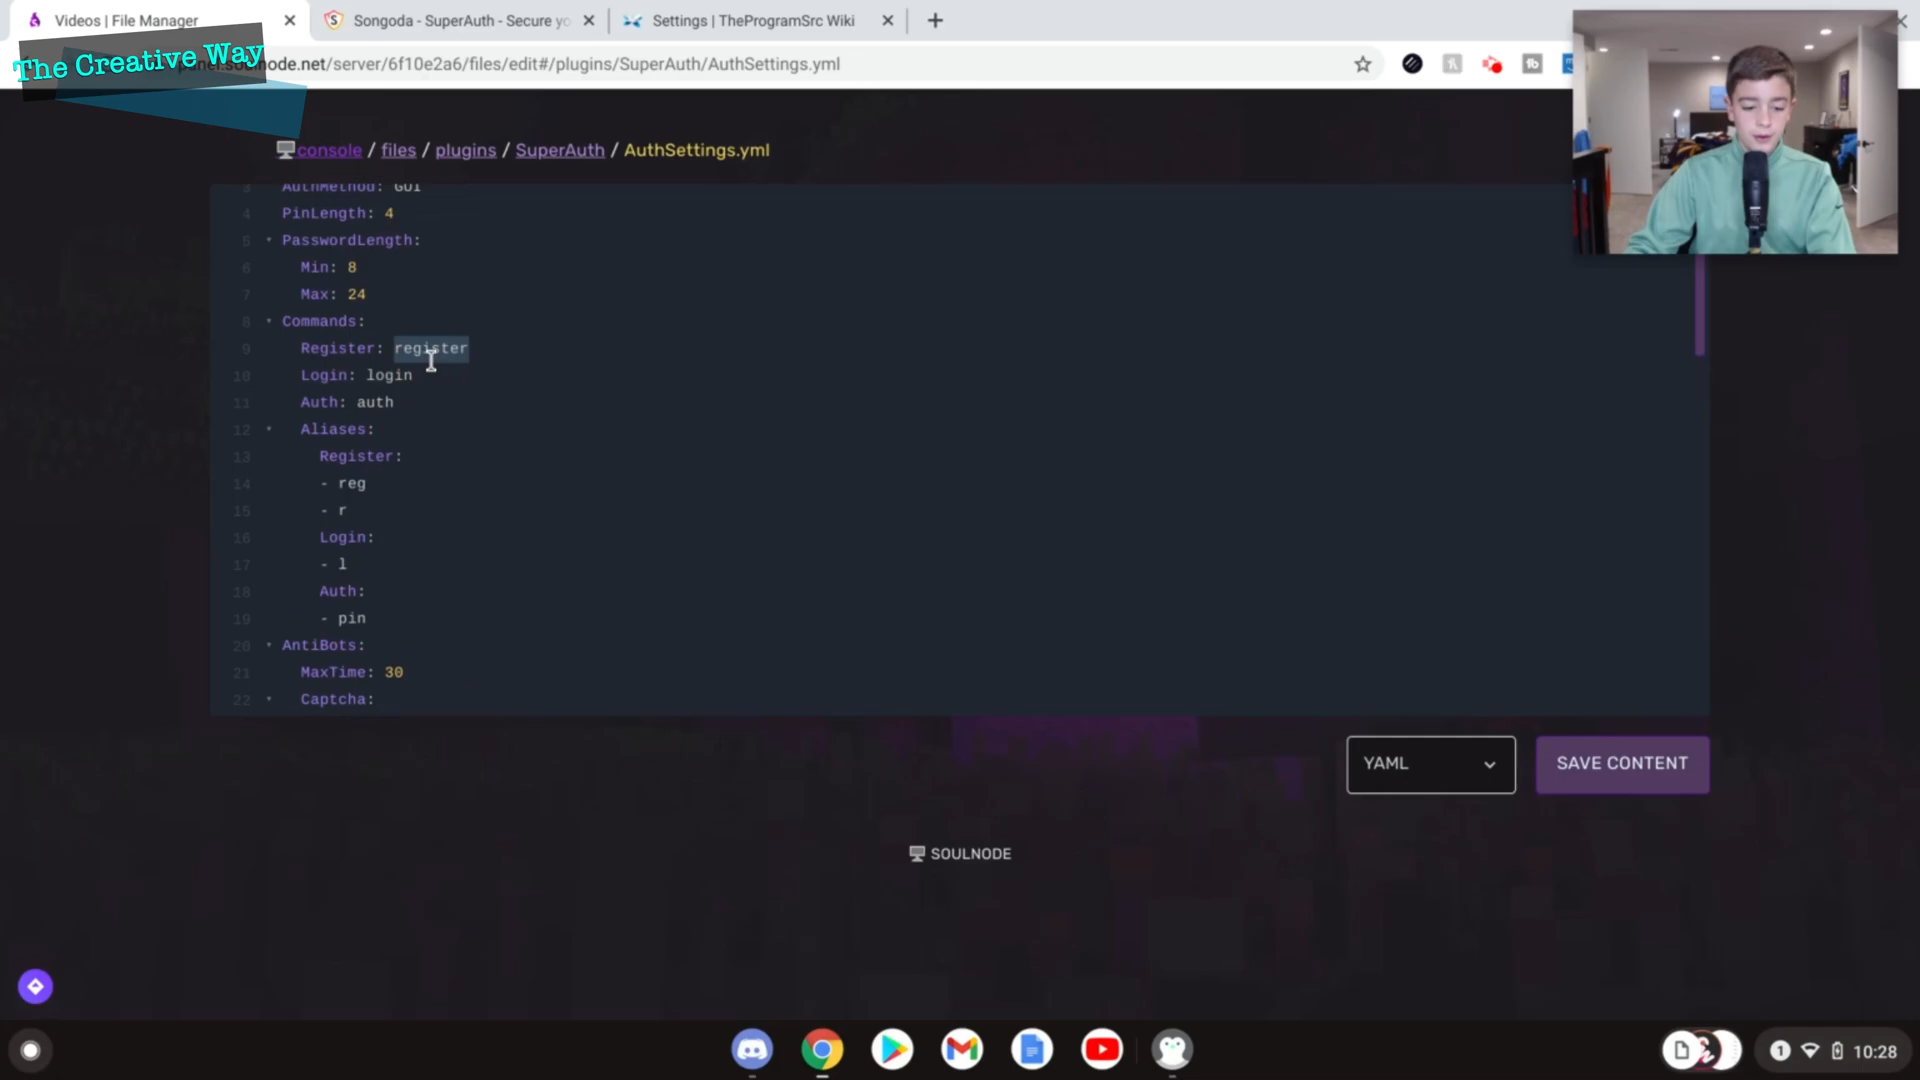 Videos | File Manager
Songoda - SuperAuth - Secure yo
Settings | TheProgramSrc Wiki
The Creative Way
.net/server/6f10e2a6/files/edit#/plugins/SuperAuth/AuthSettings.yml
console / files / plugins / SuperAuth / AuthSettings.yml
3 AuthMethod: GUI
4 PinLength: 4
5 PasswordLength:
6 Min: 8
7 Max: 24
8 Commands:
9 Register: register
10 Login: login
11 Auth: auth
12 Aliases:
13 Register:
14 - reg
15 - r
16 Login:
17 - l
18 Auth:
19 - pin
20 AntiBots:
21 MaxTime: 30
22 Captcha:
YAML
SAVE CONTENT
SOULNODE
1
10:28